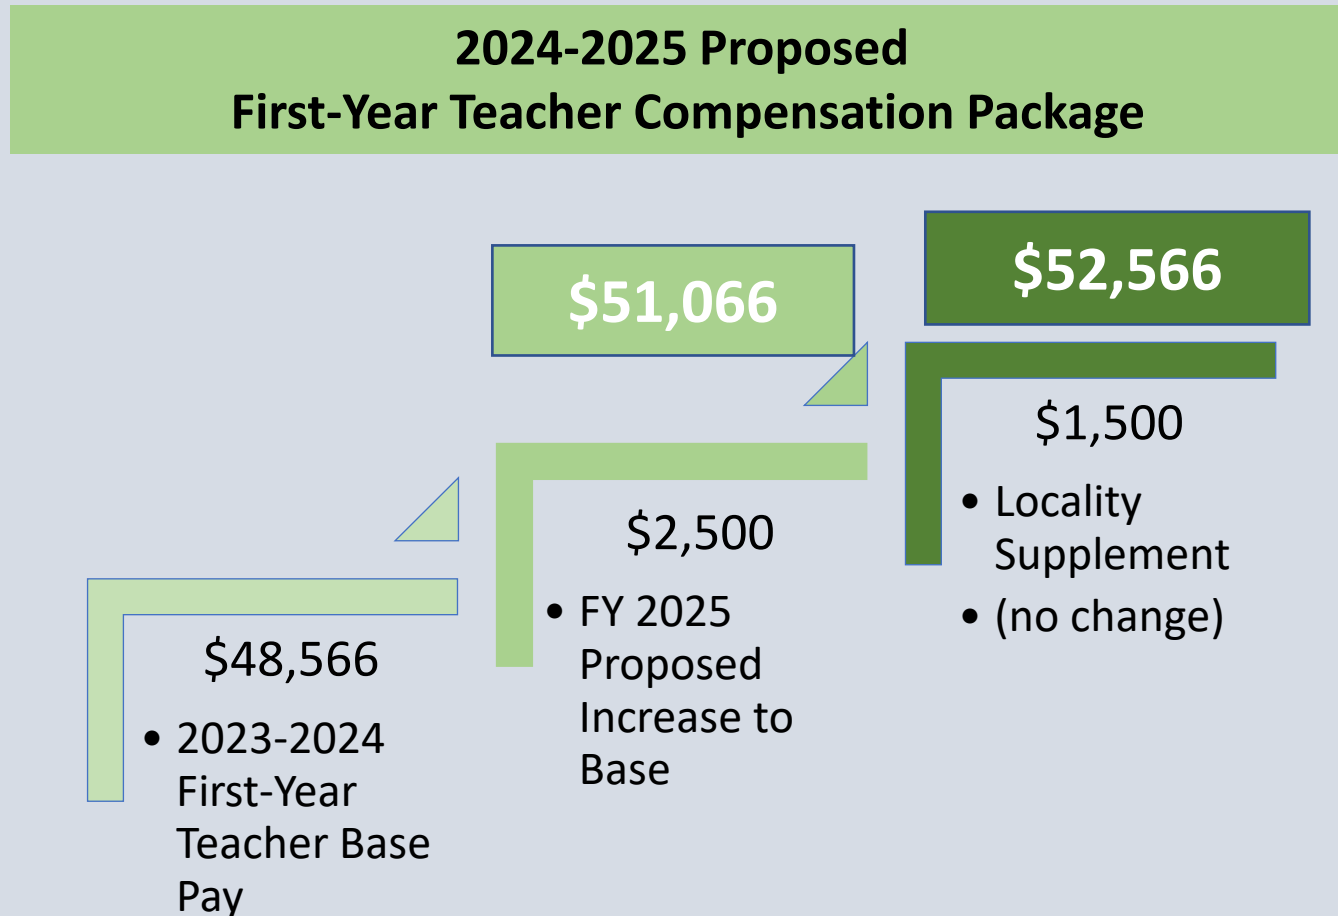 2024-2025 Proposed
First-Year Teacher Compensation Package
$48,566
• 2023-2024
First-Year
Teacher Base
Pay
$51,066
$2,500
• FY 2025
Proposed
Increase to
Base
$52,566
$1,500
• Locality
Supplement
• (no change)